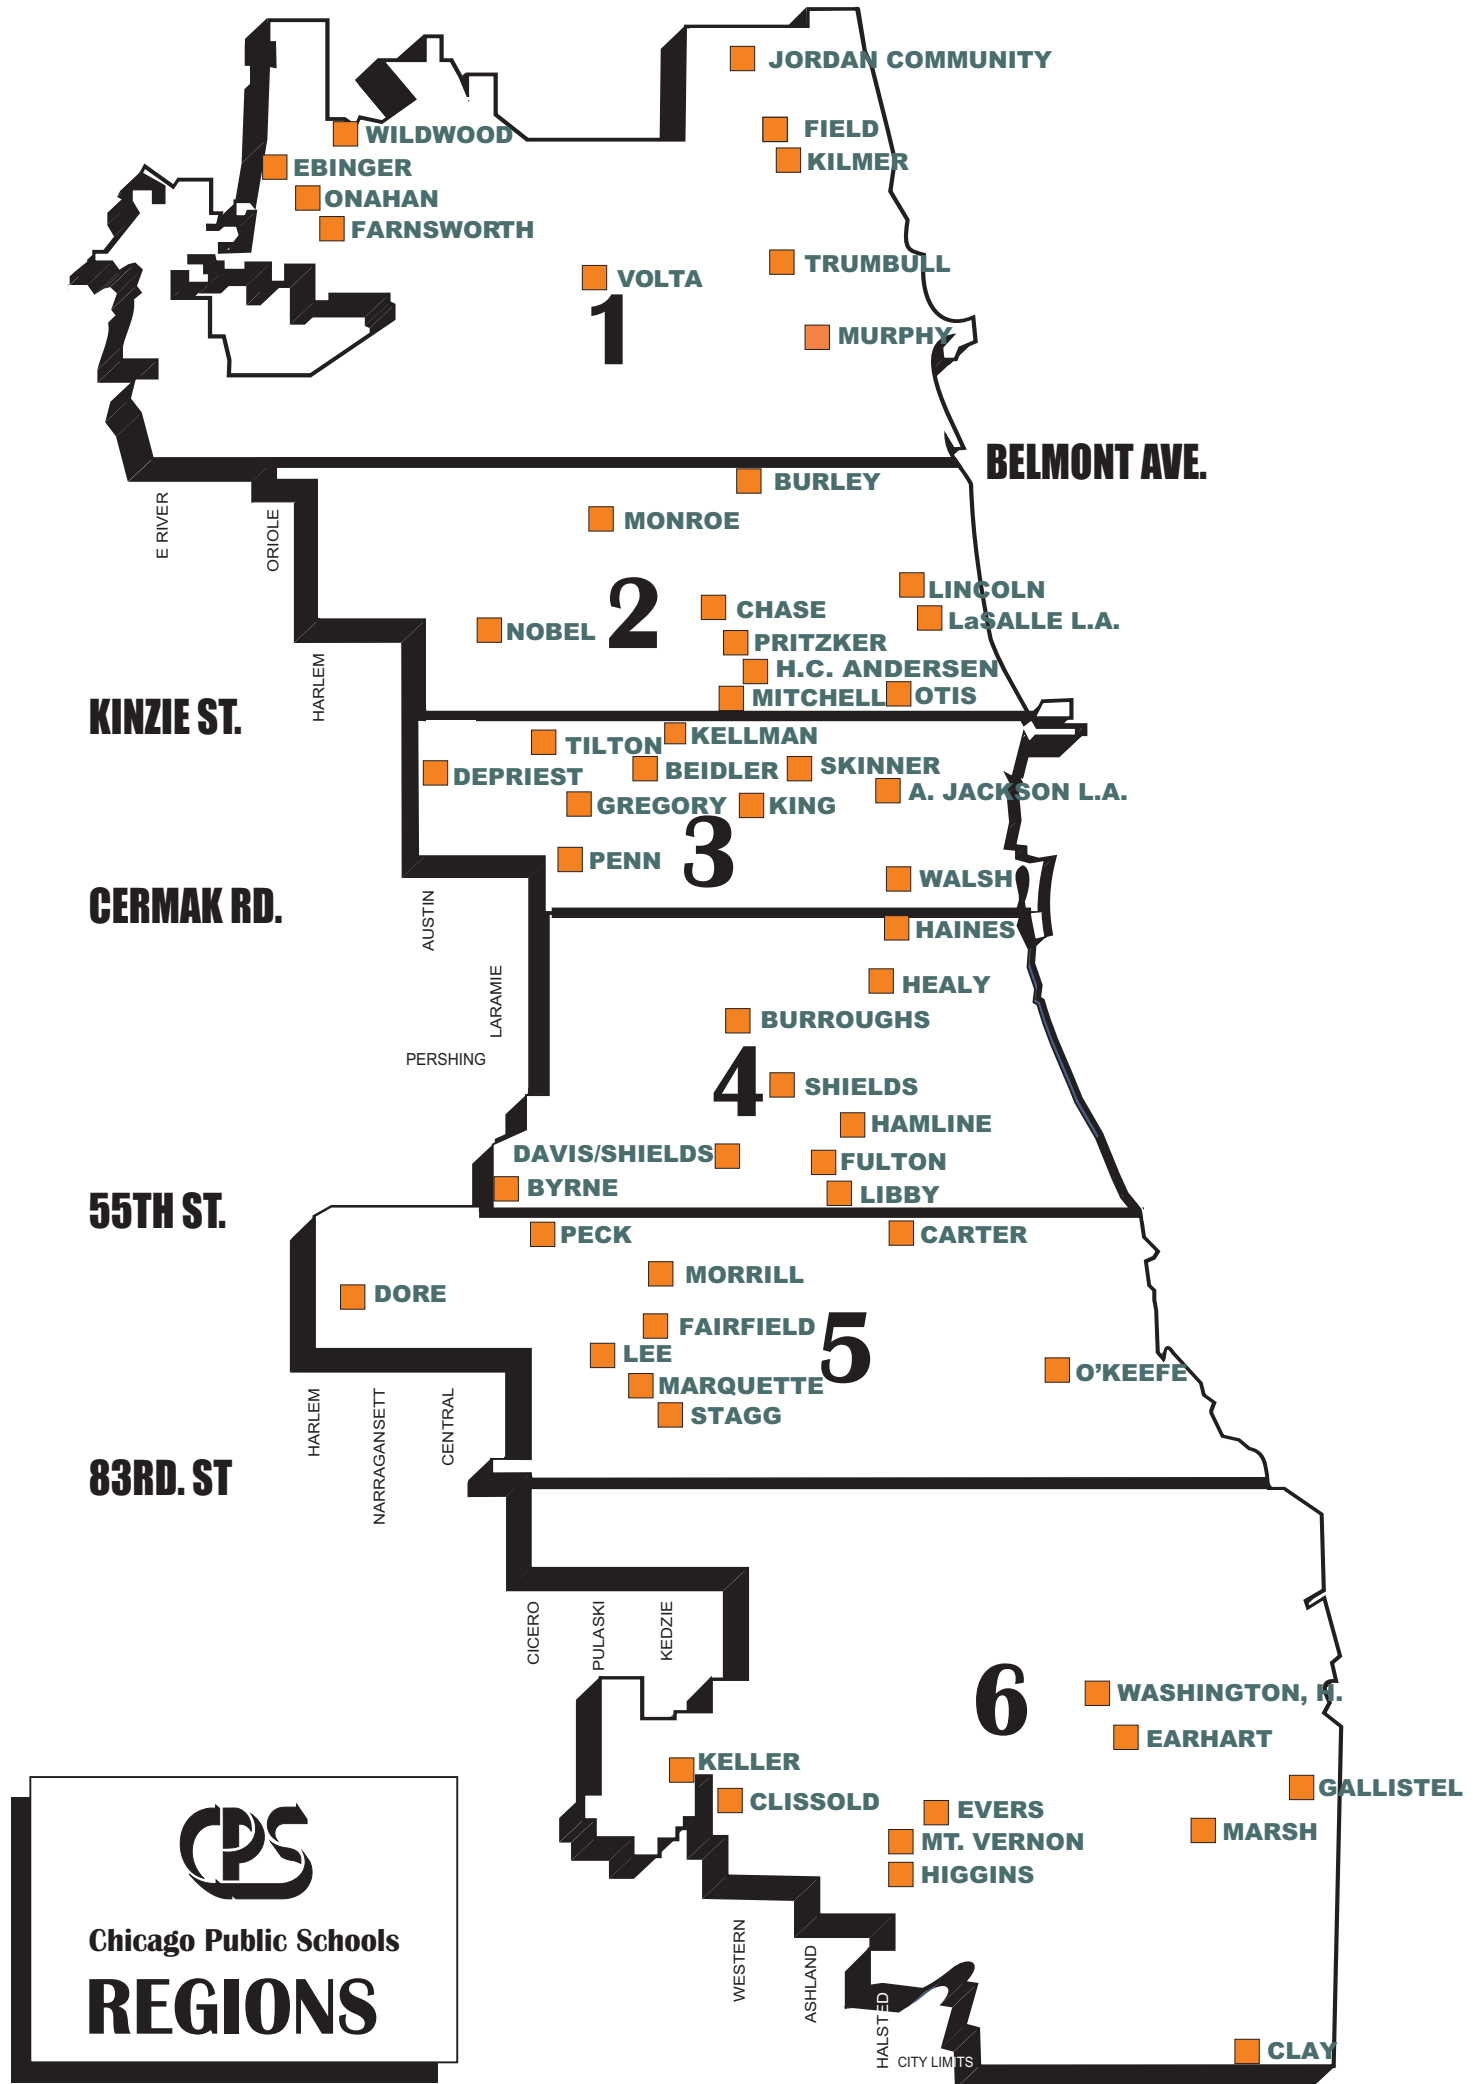 JORDAN COMMUNITY
FIELD
WILDWOOD
KILMER
EBINGER
ONAHAN
FARNSWORTH
TRUMBULL
VOLTA
1
MURPHY
BELMONT AVE.
BURLEY
MONROE
E RIVER
ORIOLE
LINCOLN
2
CHASE
LaSALLE L.A.
NOBEL
PRITZKER
H.C. ANDERSEN
HARLEM
MITCHELL
OTIS
KINZIE ST.
KELLMAN
TILTON
SKINNER
BEIDLER
DEPRIEST
A. JACKSON L.A.
GREGORY
KING
3
PENN
WALSH
CERMAK RD.
AUSTIN
HAINES
HEALY
LARAMIE
BURROUGHS
PERSHING
4
SHIELDS
HAMLINE
DAVIS/SHIELDS
FULTON
BYRNE
LIBBY
55TH ST.
PECK
CARTER
MORRILL
DORE
FAIRFIELD
5
LEE
O'KEEFE
MARQUETTE
STAGG
HARLEM
NARRAGANSETT
CENTRAL
83RD. ST
CICERO
PULASKI
KEDZIE
6
WASHINGTON, H.
EARHART
KELLER
GALLISTEL
CLISSOLD
EVERS
MARSH
MT. VERNON
HIGGINS
CPS
Chicago Public Schools
REGIONS
WESTERN
ASHLAND
HALSTED
CITY LIMITS
CLAY